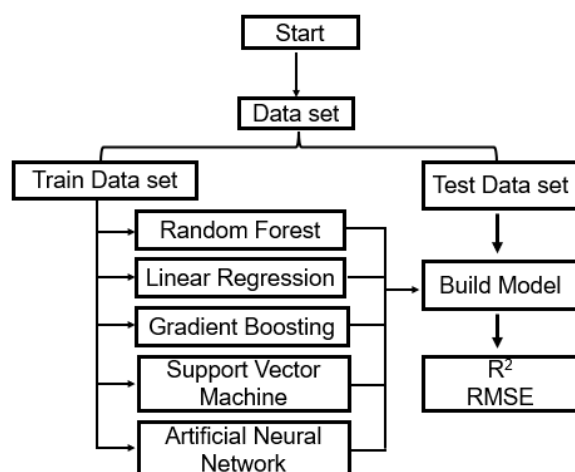 Start
Data set
Train Data set
Test Data set
Random Forest
Linear Regression
Build Model
Gradient Boosting
Support Vector
Machine
R²
RMSE
Artificial Neural
Network